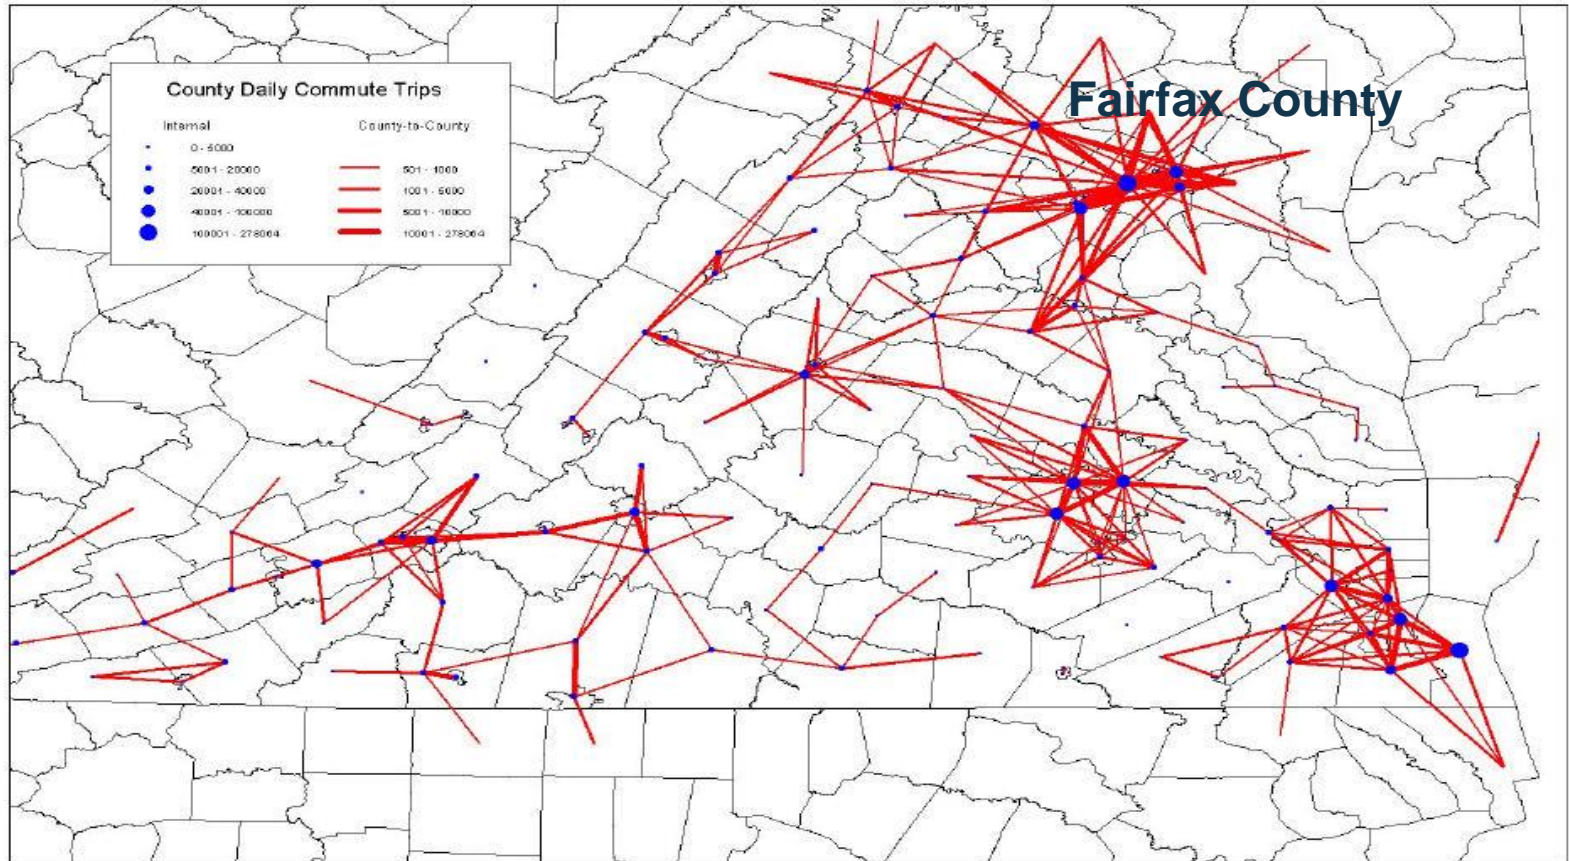 Fairfax County
County Daily Commute Trips
Internal County-to-County
0 - 5000
5001 - 20000 501 - 1000
20001 - 40000 1001 - 5000
40001 - 100000 5001 - 10000
100001 - 278064 10001 - 278064